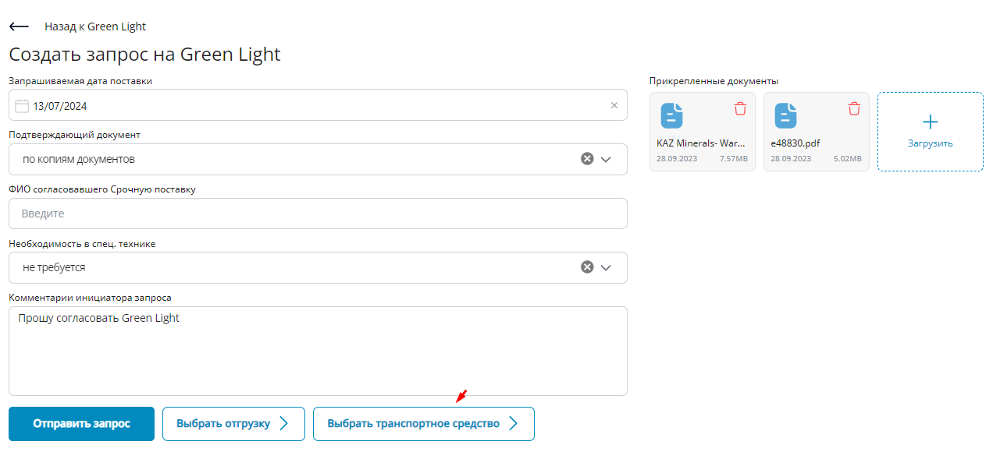 Назад к Green Light
Создать запрос на Green Light
Запрашиваемая дата поставки
13/07/2024
Подтверждающий документ
по копиям документов
ФИО согласовавшего Срочную поставку
Введите
Необходимость в спец. технике
не требуется
Комментарии инициатора запроса
Прошу согласовать Green Light
Отправить запрос
Выбрать отгрузку
Выбрать транспортное средство
Прикрепленные документы
KAZ Minerals- War...
28.09.2023 7.57MB
e48830.pdf
28.09.2023 5.02MB
Загрузить